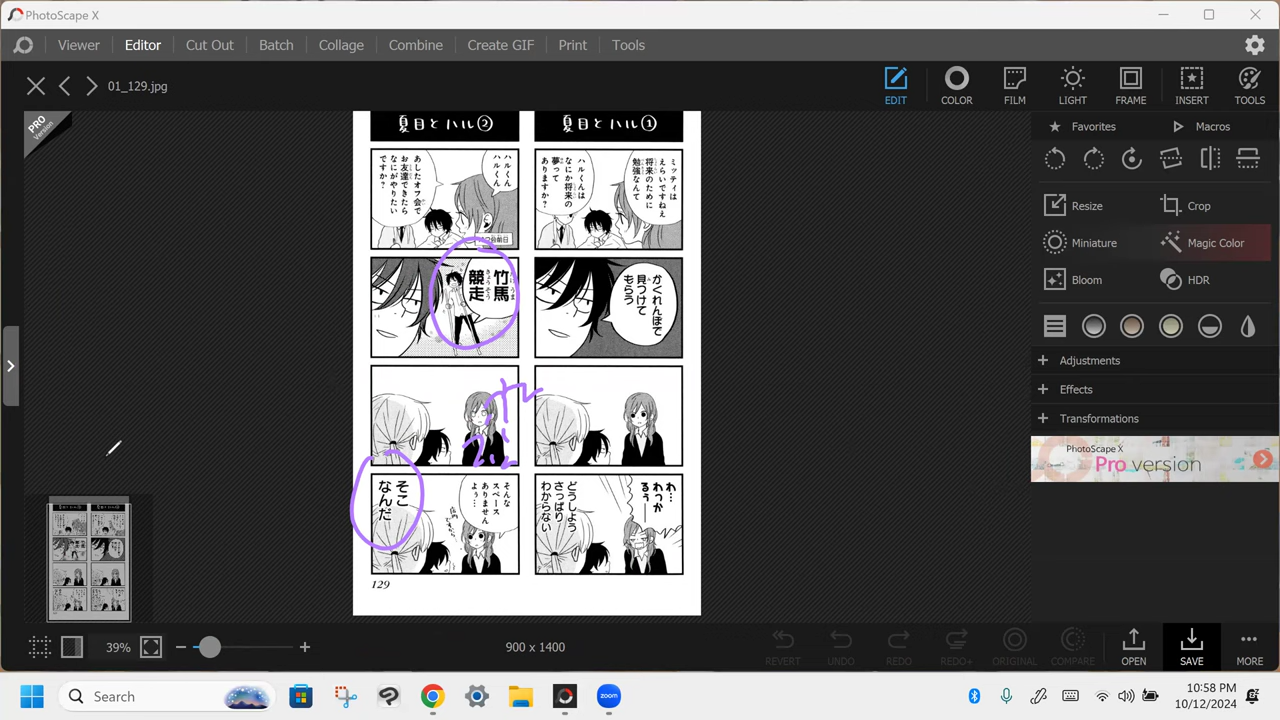 PhotoScape X
Viewer
Editor
Cut Out
Batch
Collage
Combine
Create GIF
Print
Tools
01_129.jpg
EDIT
COLOR
FILM
LIGHT
FRAME
INSERT
TOOLS
PRO
Version
夏目とハル①
ミッティは
えらいですねぇ
将来のために
勉強なんて
ハルくんは
なにか将来の
夢って
ありますか?
かくれんぼで
見つけて
もらう
わ…
わっか
るぅ——
どうしよう
さっぱり
わからない
夏目とハル②
ハルくん
ハルくん
あしたオフ会で
お友達できたら
なにがやりたい
ですか?
竹馬
競走
そんな
スペース
ありません
よぅ…
そこ
なんだ
129
Favorites
Macros
Resize
Crop
Miniature
Magic Color
Bloom
HDR
Adjustments
Effects
Transformations
PhotoScape X
Pro version
39%
900 x 1400
REVERT
UNDO
REDO
REDO+
ORIGINAL
COMPARE
OPEN
SAVE
MORE
Search
zoom
10:58 PM
10/12/2024